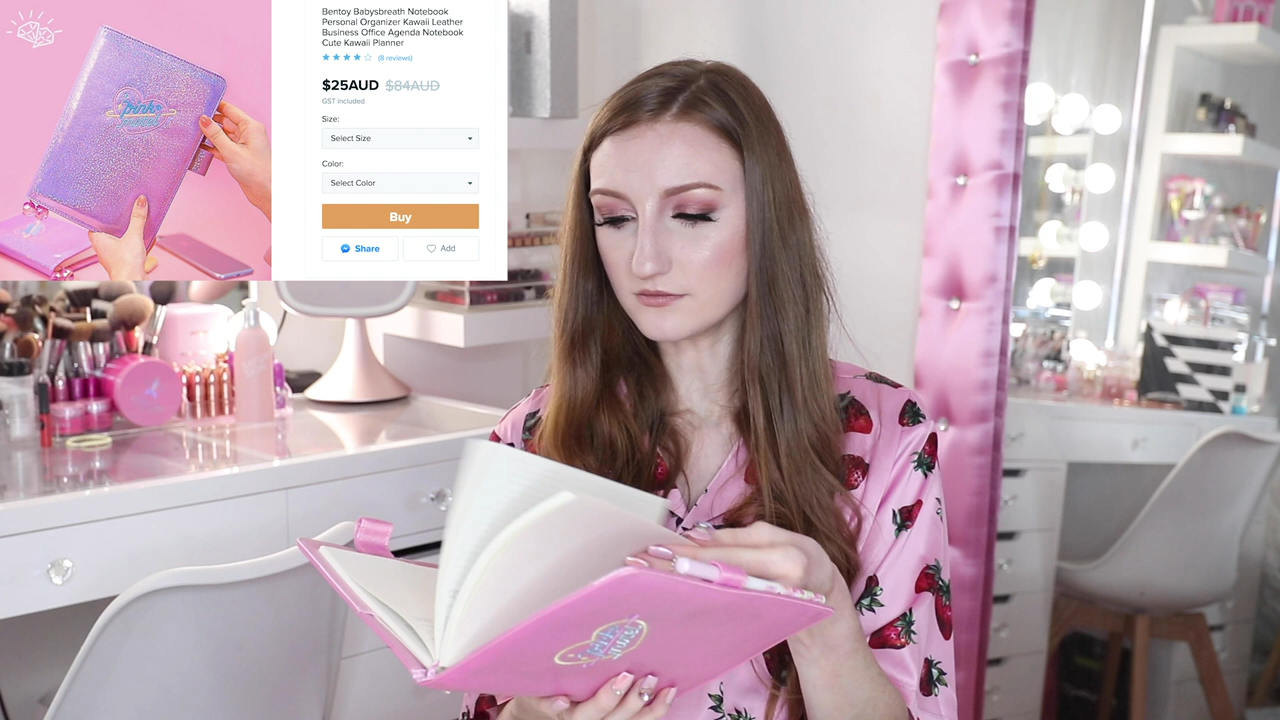 Bentoy Babysbreath Notebook
Personal Organizer Kawaii Leather
Business Office Agenda Notebook
Cute Kawaii Planner
(8 reviews)
$25AUD $84AUD
GST included
Size:
Select Size
Color:
Select Color
Buy
Share Add